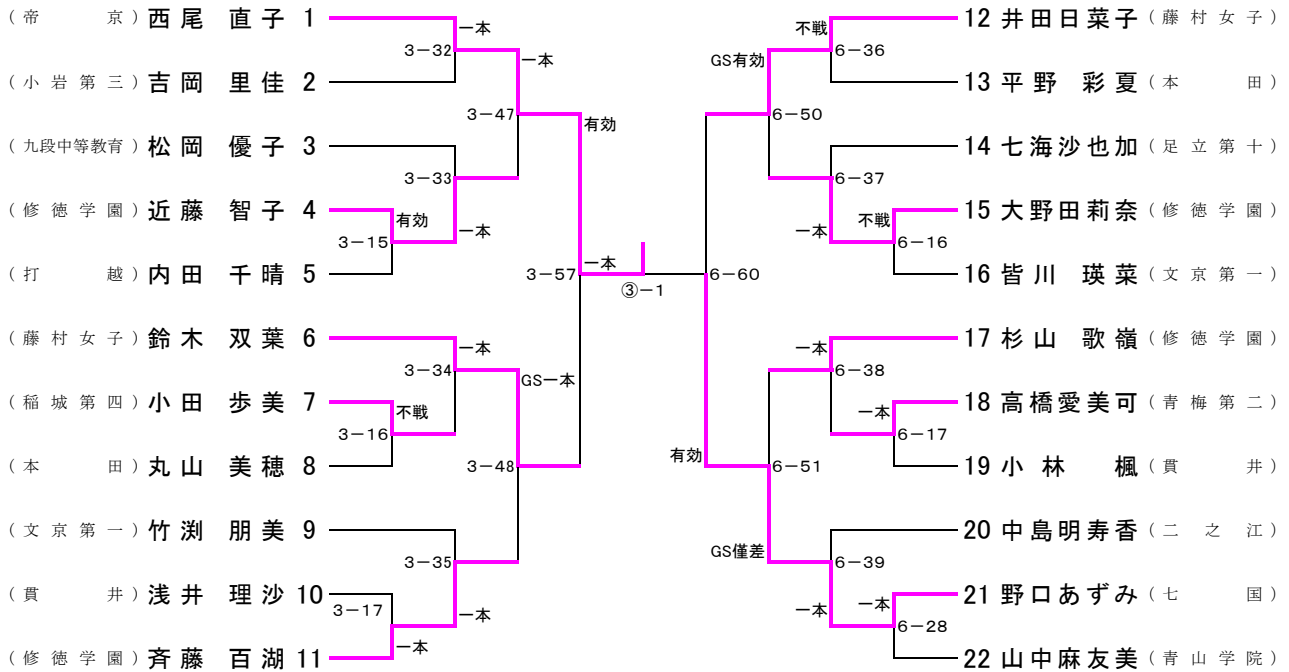 (帝京) 西尾 直子 1
(小岩第三) 吉岡 里佳 2
(九段中等教育) 松岡 優子 3
(修徳学園) 近藤 智子 4
(打越) 内田 千晴 5
(藤村女子) 鈴木 双葉 6
(稲城第四) 小田 歩美 7
(本田) 丸山 美穂 8
(文京第一) 竹渕 朋美 9
(貫井) 浅井 理沙 10
(修徳学園) 斉藤 百湖 11
一本
3-32
一本
3-47
有効
3-33
有効
一本
3-15
3-57
一本
③-1
一本
3-34
GS一本
不戦
3-16
3-48
3-35
3-17
一本
一本
不戦
6-36
GS有効
6-50
6-37
不戦
一本
6-16
6-60
一本
6-38
一本
6-17
有効
6-51
GS僅差
6-39
一本
一本
6-28
12 井田日菜子 (藤村女子)
13 平野 彩夏 (本田)
14 七海沙也加 (足立第十)
15 大野田莉奈 (修徳学園)
16 皆川 瑛菜 (文京第一)
17 杉山 歌嶺 (修徳学園)
18 高橋愛美可 (青梅第二)
19 小林 楓 (貫井)
20 中島明寿香 (二之江)
21 野口あずみ (七国)
22 山中麻友美 (青山学院)